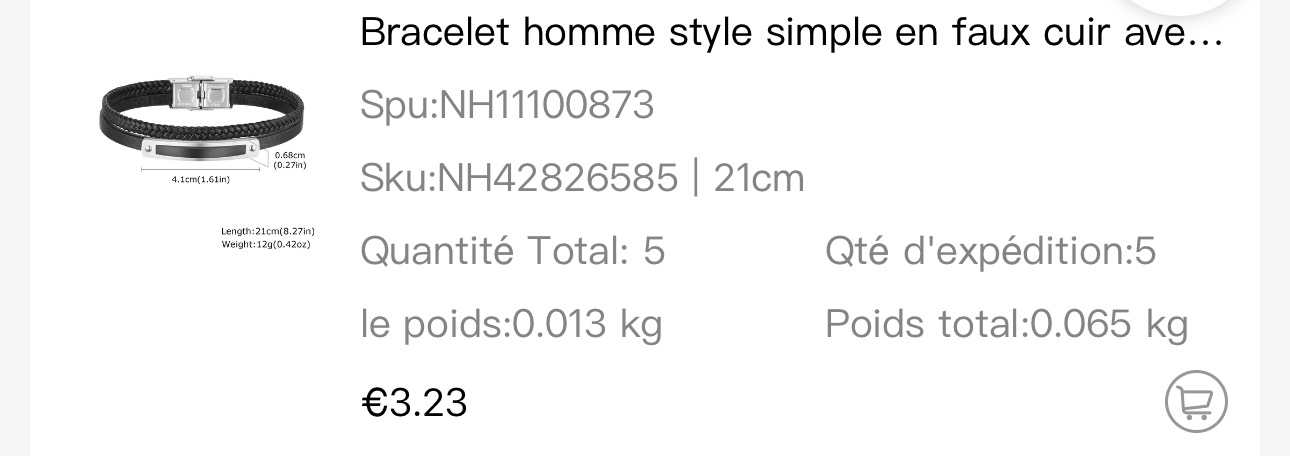 Bracelet homme style simple en faux cuir ave...
Spu:NH11100873
Sku:NH42826585 | 21cm
0.68cm
(0.27in)
4.1cm(1.61in)
Length:21cm(8.27in)
Weight:12g(0.42oz)
Quantité Total: 5
Qté d'expédition:5
le poids:0.013 kg
Poids total:0.065 kg
€3.23